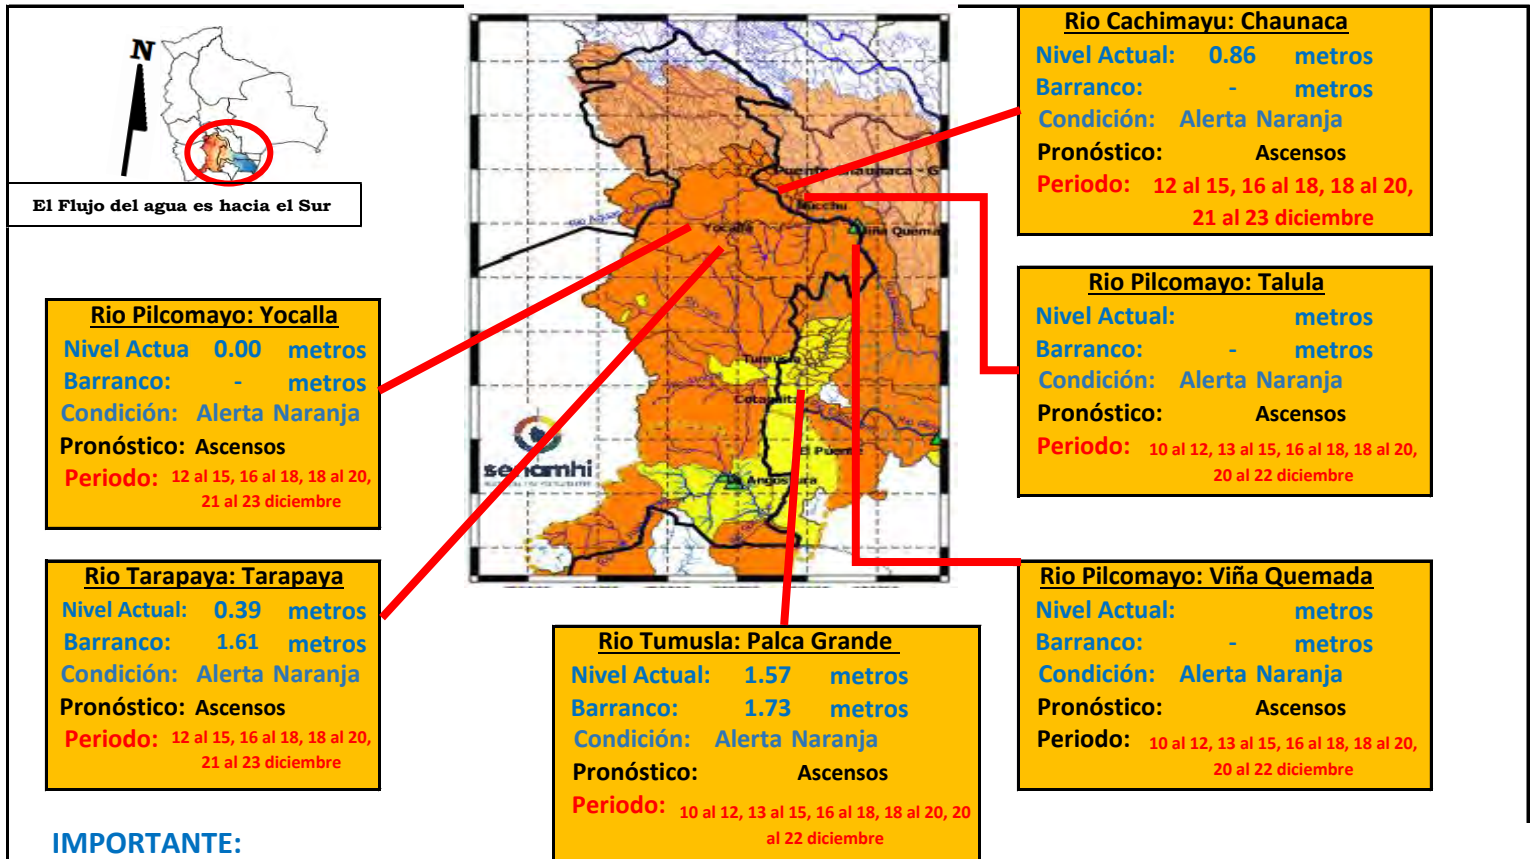 N
El Flujo del agua es hacia el Sur
Rio Cachimayu: Chaunaca
Nivel Actual: 0.86 metros
Barranco: - metros
Condición: Alerta Naranja
Pronóstico: Ascensos
Periodo: 12 al 15, 16 al 18, 18 al 20,
21 al 23 diciembre
Rio Pilcomayo: Talula
Nivel Actual: metros
Barranco: - metros
Condición: Alerta Naranja
Pronóstico: Ascensos
Periodo: 10 al 12, 13 al 15, 16 al 18, 18 al 20,
20 al 22 diciembre
Rio Pilcomayo: Yocalla
Nivel Actua 0.00 metros
Barranco: - metros
Condición: Alerta Naranja
Pronóstico: Ascensos
Periodo: 12 al 15, 16 al 18, 18 al 20,
21 al 23 diciembre
Rio Tarapaya: Tarapaya
Nivel Actual: 0.39 metros
Barranco: 1.61 metros
Condición: Alerta Naranja
Pronóstico: Ascensos
Periodo: 12 al 15, 16 al 18, 18 al 20,
21 al 23 diciembre
Rio Tumusla: Palca Grande
Nivel Actual: 1.57 metros
Barranco: 1.73 metros
Condición: Alerta Naranja
Pronóstico: Ascensos
Periodo: 10 al 12, 13 al 15, 16 al 18, 18 al 20, 20
al 22 diciembre
Rio Pilcomayo: Viña Quemada
Nivel Actual: metros
Barranco: - metros
Condición: Alerta Naranja
Pronóstico: Ascensos
Periodo: 10 al 12, 13 al 15, 16 al 18, 18 al 20,
20 al 22 diciembre
Puente Chaunaca - G
Yocalla
Viña Quema
Tumusla
Cotagaita
El Puente
Angostura
senamhi
IMPORTANTE: